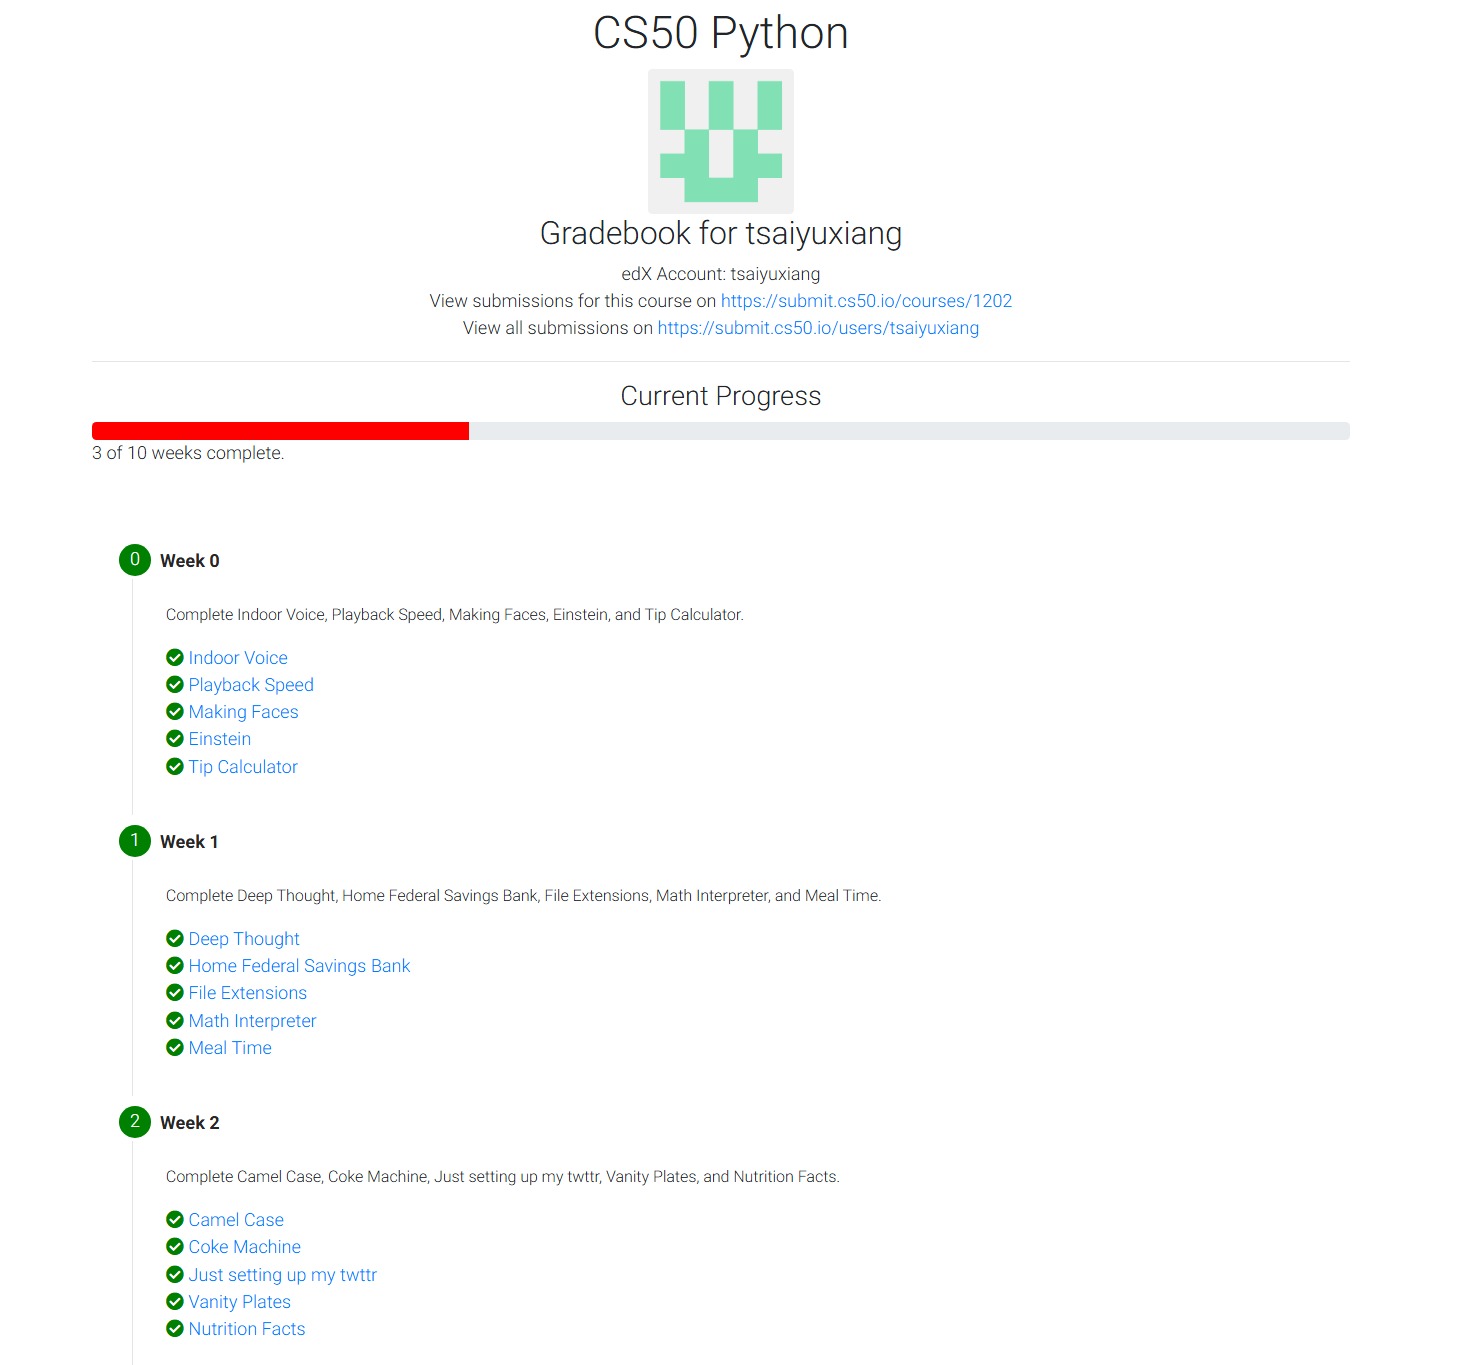 CS50 Python
Gradebook for tsaiyuxiang
edX Account: tsaiyuxiang
View submissions for this course on https://submit.cs50.io/courses/1202
View all submissions on https://submit.cs50.io/users/tsaiyuxiang
Current Progress
3 of 10 weeks complete.
0 Week 0
Complete Indoor Voice, Playback Speed, Making Faces, Einstein, and Tip Calculator.
Indoor Voice
Playback Speed
Making Faces
Einstein
Tip Calculator
1 Week 1
Complete Deep Thought, Home Federal Savings Bank, File Extensions, Math Interpreter, and Meal Time.
Deep Thought
Home Federal Savings Bank
File Extensions
Math Interpreter
Meal Time
2 Week 2
Complete Camel Case, Coke Machine, Just setting up my twttr, Vanity Plates, and Nutrition Facts.
Camel Case
Coke Machine
Just setting up my twttr
Vanity Plates
Nutrition Facts